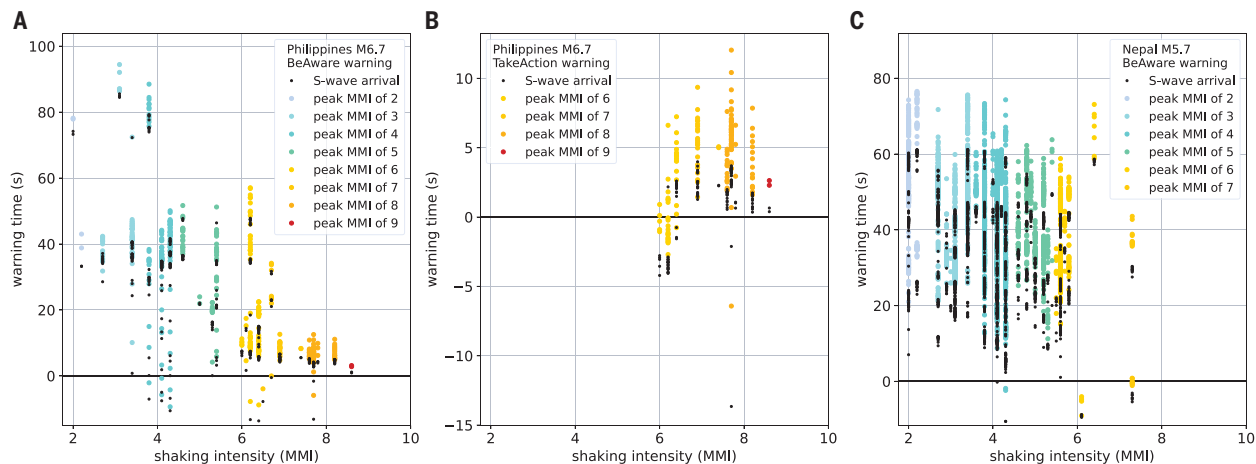 A
Philippines M6.7
BeAware warning
S-wave arrival
peak MMI of 2
peak MMI of 3
peak MMI of 4
peak MMI of 5
peak MMI of 6
peak MMI of 7
peak MMI of 8
peak MMI of 9
100
80
60
40
20
0
warning time (s)
2 4 6 8 10
shaking intensity (MMI)
B
Philippines M6.7
TakeAction warning
S-wave arrival
peak MMI of 6
peak MMI of 7
peak MMI of 8
peak MMI of 9
10
5
0
−5
−10
−15
warning time (s)
2 4 6 8 10
shaking intensity (MMI)
C
Nepal M5.7
BeAware warning
S-wave arrival
peak MMI of 2
peak MMI of 3
peak MMI of 4
peak MMI of 5
peak MMI of 6
peak MMI of 7
80
60
40
20
0
warning time (s)
2 4 6 8 10
shaking intensity (MMI)